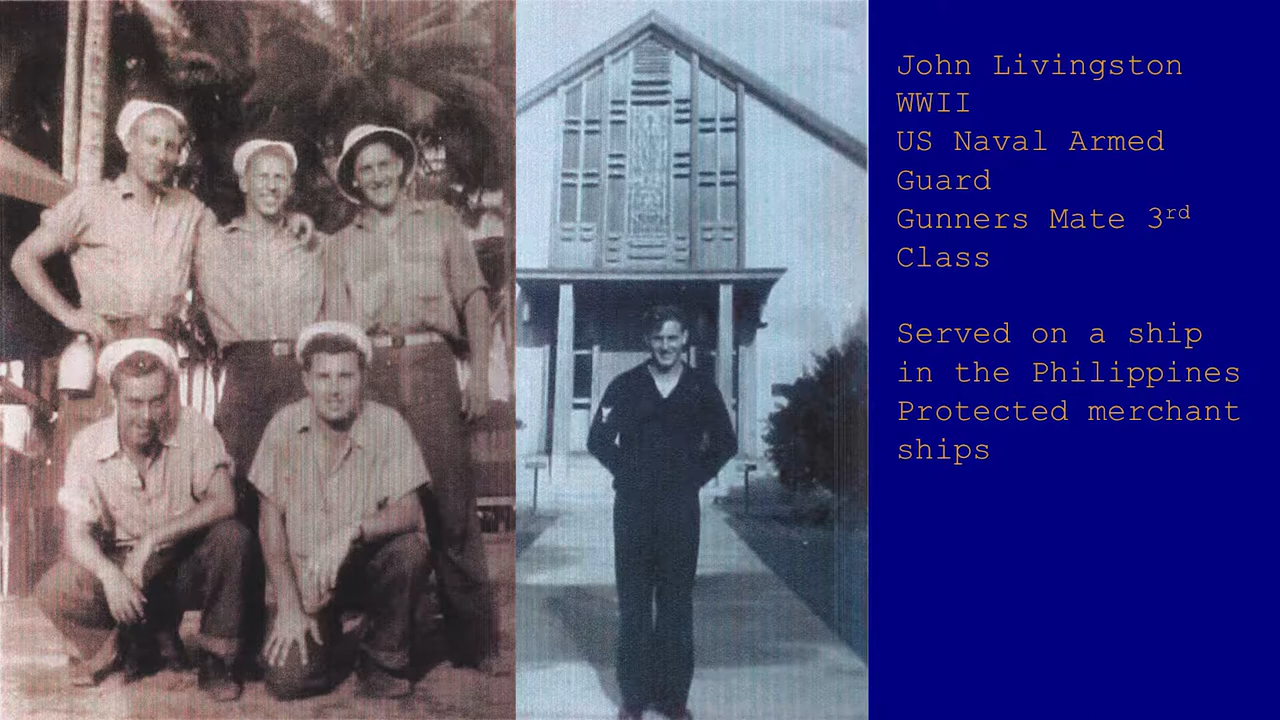 John Livingston
WWII
US Naval Armed
Guard
Gunners Mate 3rd
Class
Served on a ship
in the Philippines
Protected merchant
ships